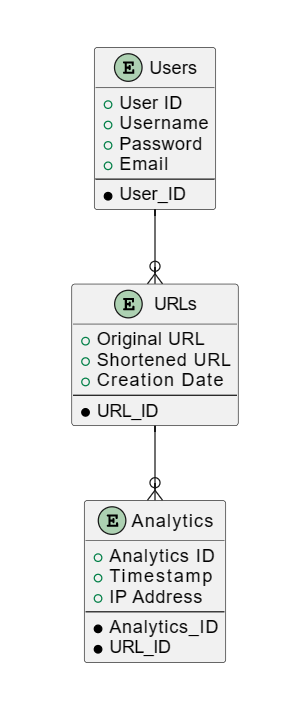 E Users
User ID
Username
Password
Email
User_ID
E URLs
Original URL
Shortened URL
Creation Date
URL_ID
E Analytics
Analytics ID
Timestamp
IP Address
Analytics_ID
URL_ID